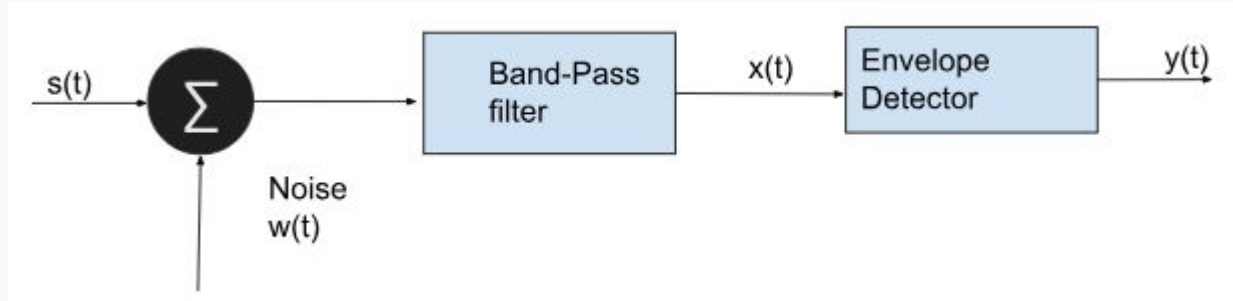 s(t)
Σ
Band-Pass
filter
x(t)
Envelope
Detector
y(t)
Noise
w(t)